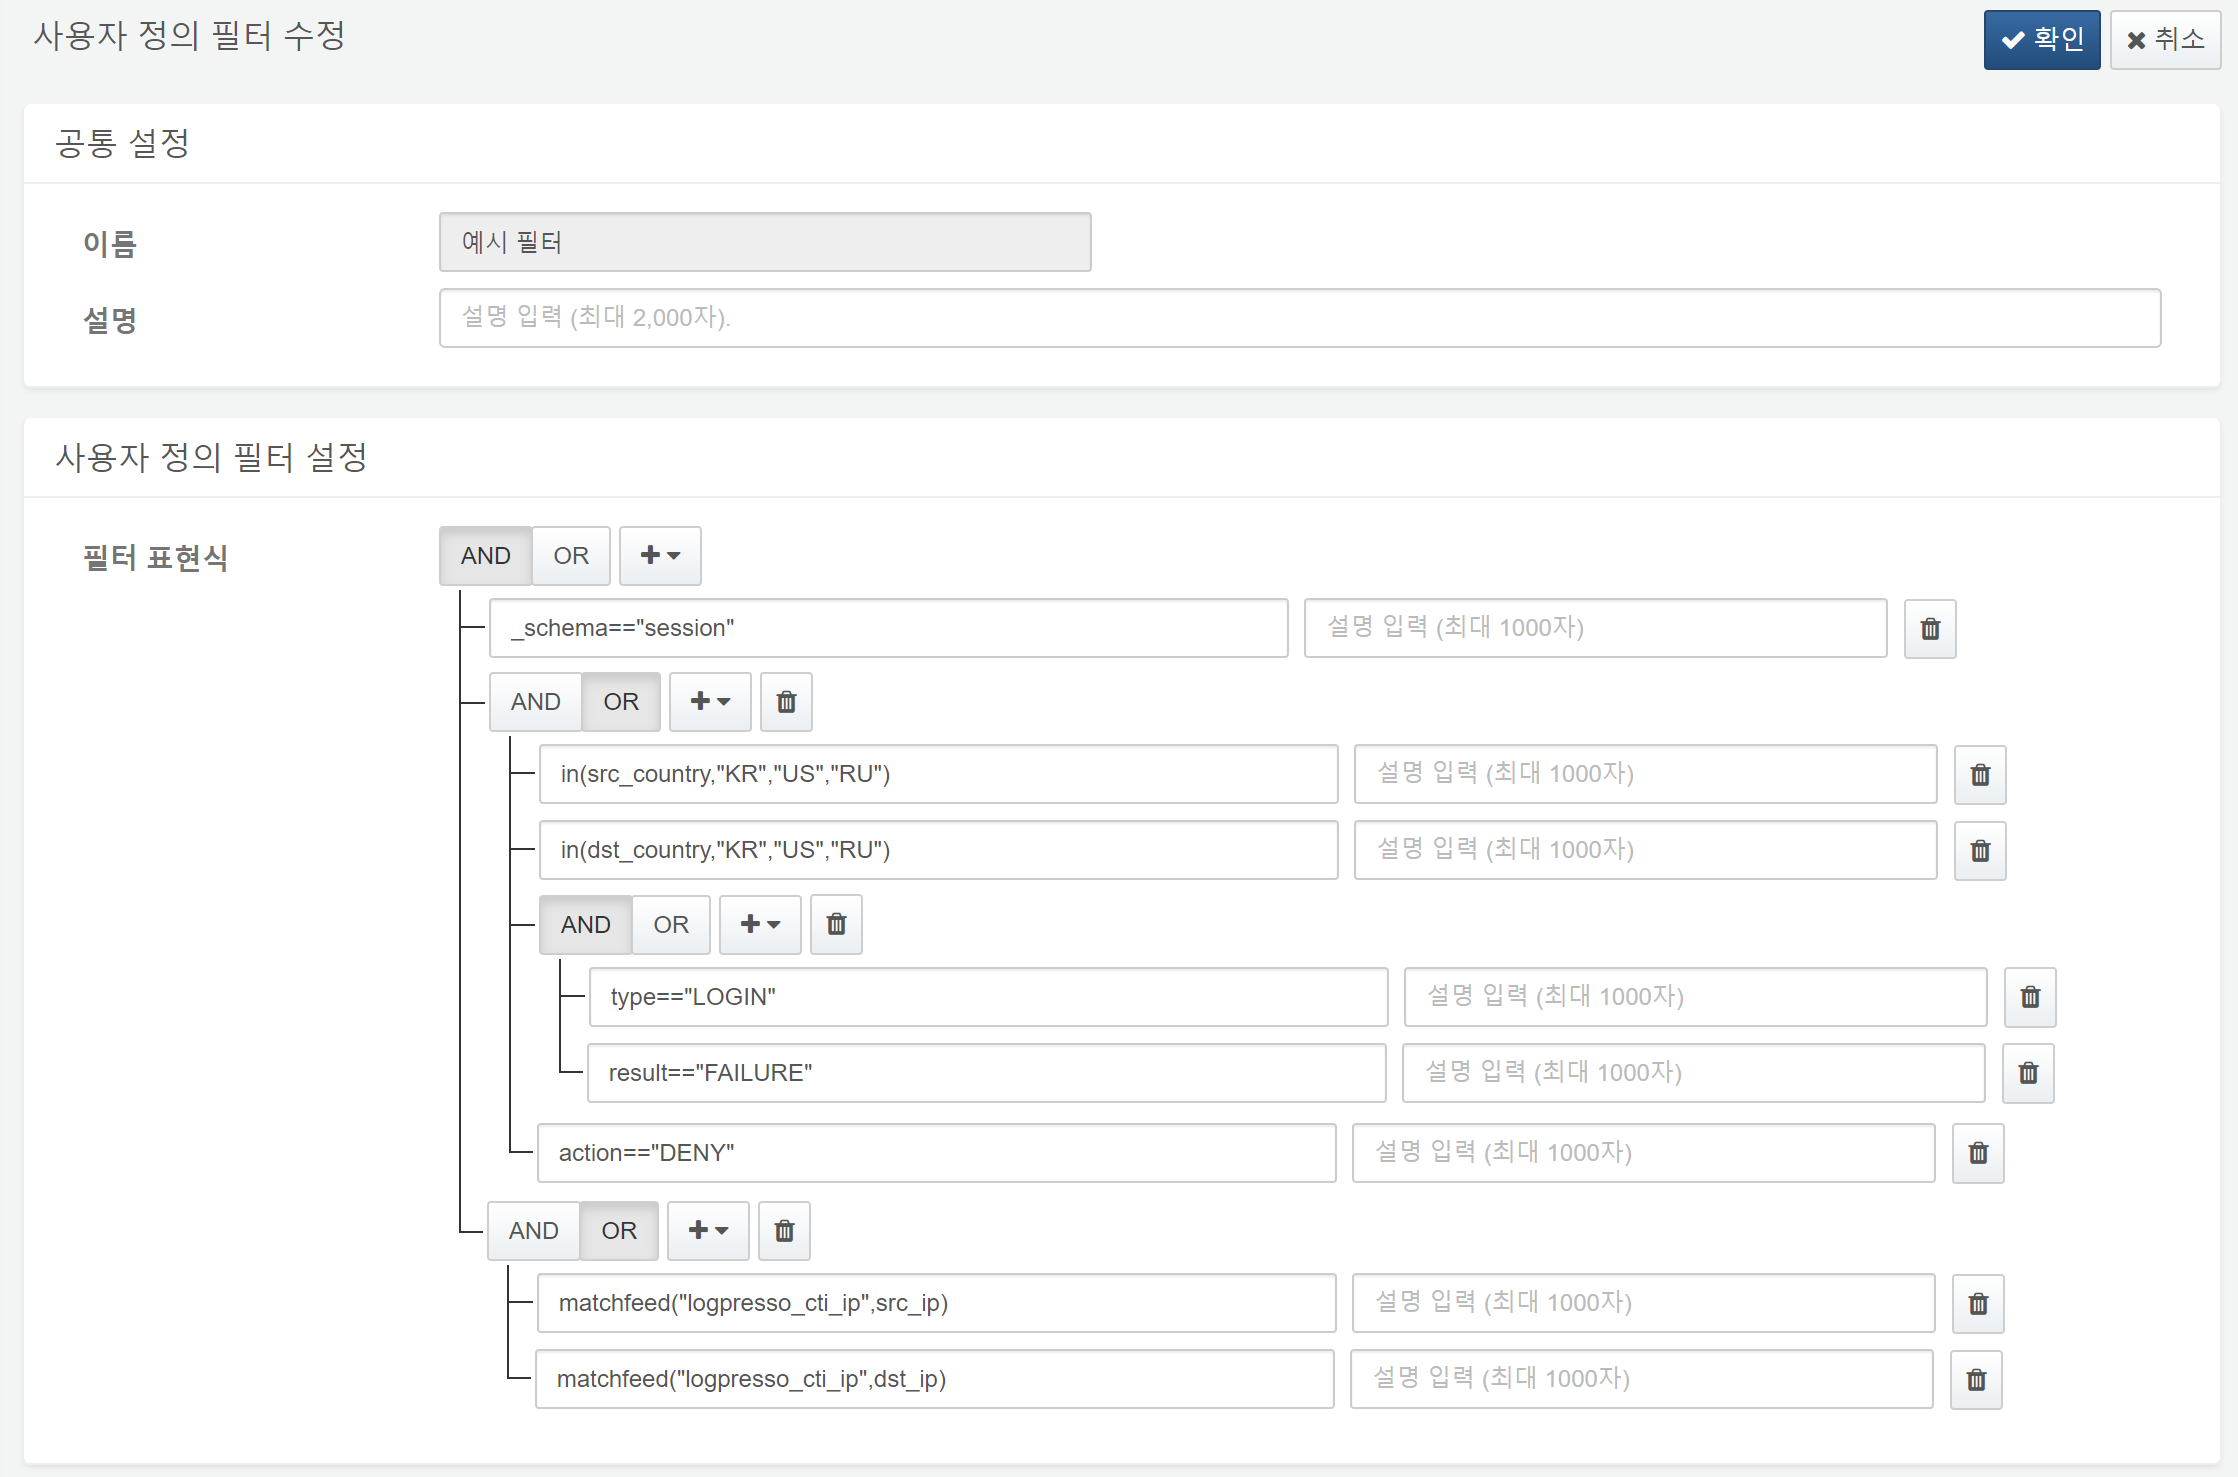 사용자 정의 필터 수정
확인 취소
공통 설정
이름 예시 필터
설명 설명 입력 (최대 2,000자).
사용자 정의 필터 설정
필터 표현식 AND OR
_schema=="session" 설명 입력 (최대 1000자)
AND OR
in(src_country,"KR","US","RU") 설명 입력 (최대 1000자)
in(dst_country,"KR","US","RU") 설명 입력 (최대 1000자)
AND OR
type=="LOGIN" 설명 입력 (최대 1000자)
result=="FAILURE" 설명 입력 (최대 1000자)
action=="DENY" 설명 입력 (최대 1000자)
AND OR
matchfeed("logpresso_cti_ip",src_ip) 설명 입력 (최대 1000자)
matchfeed("logpresso_cti_ip",dst_ip) 설명 입력 (최대 1000자)